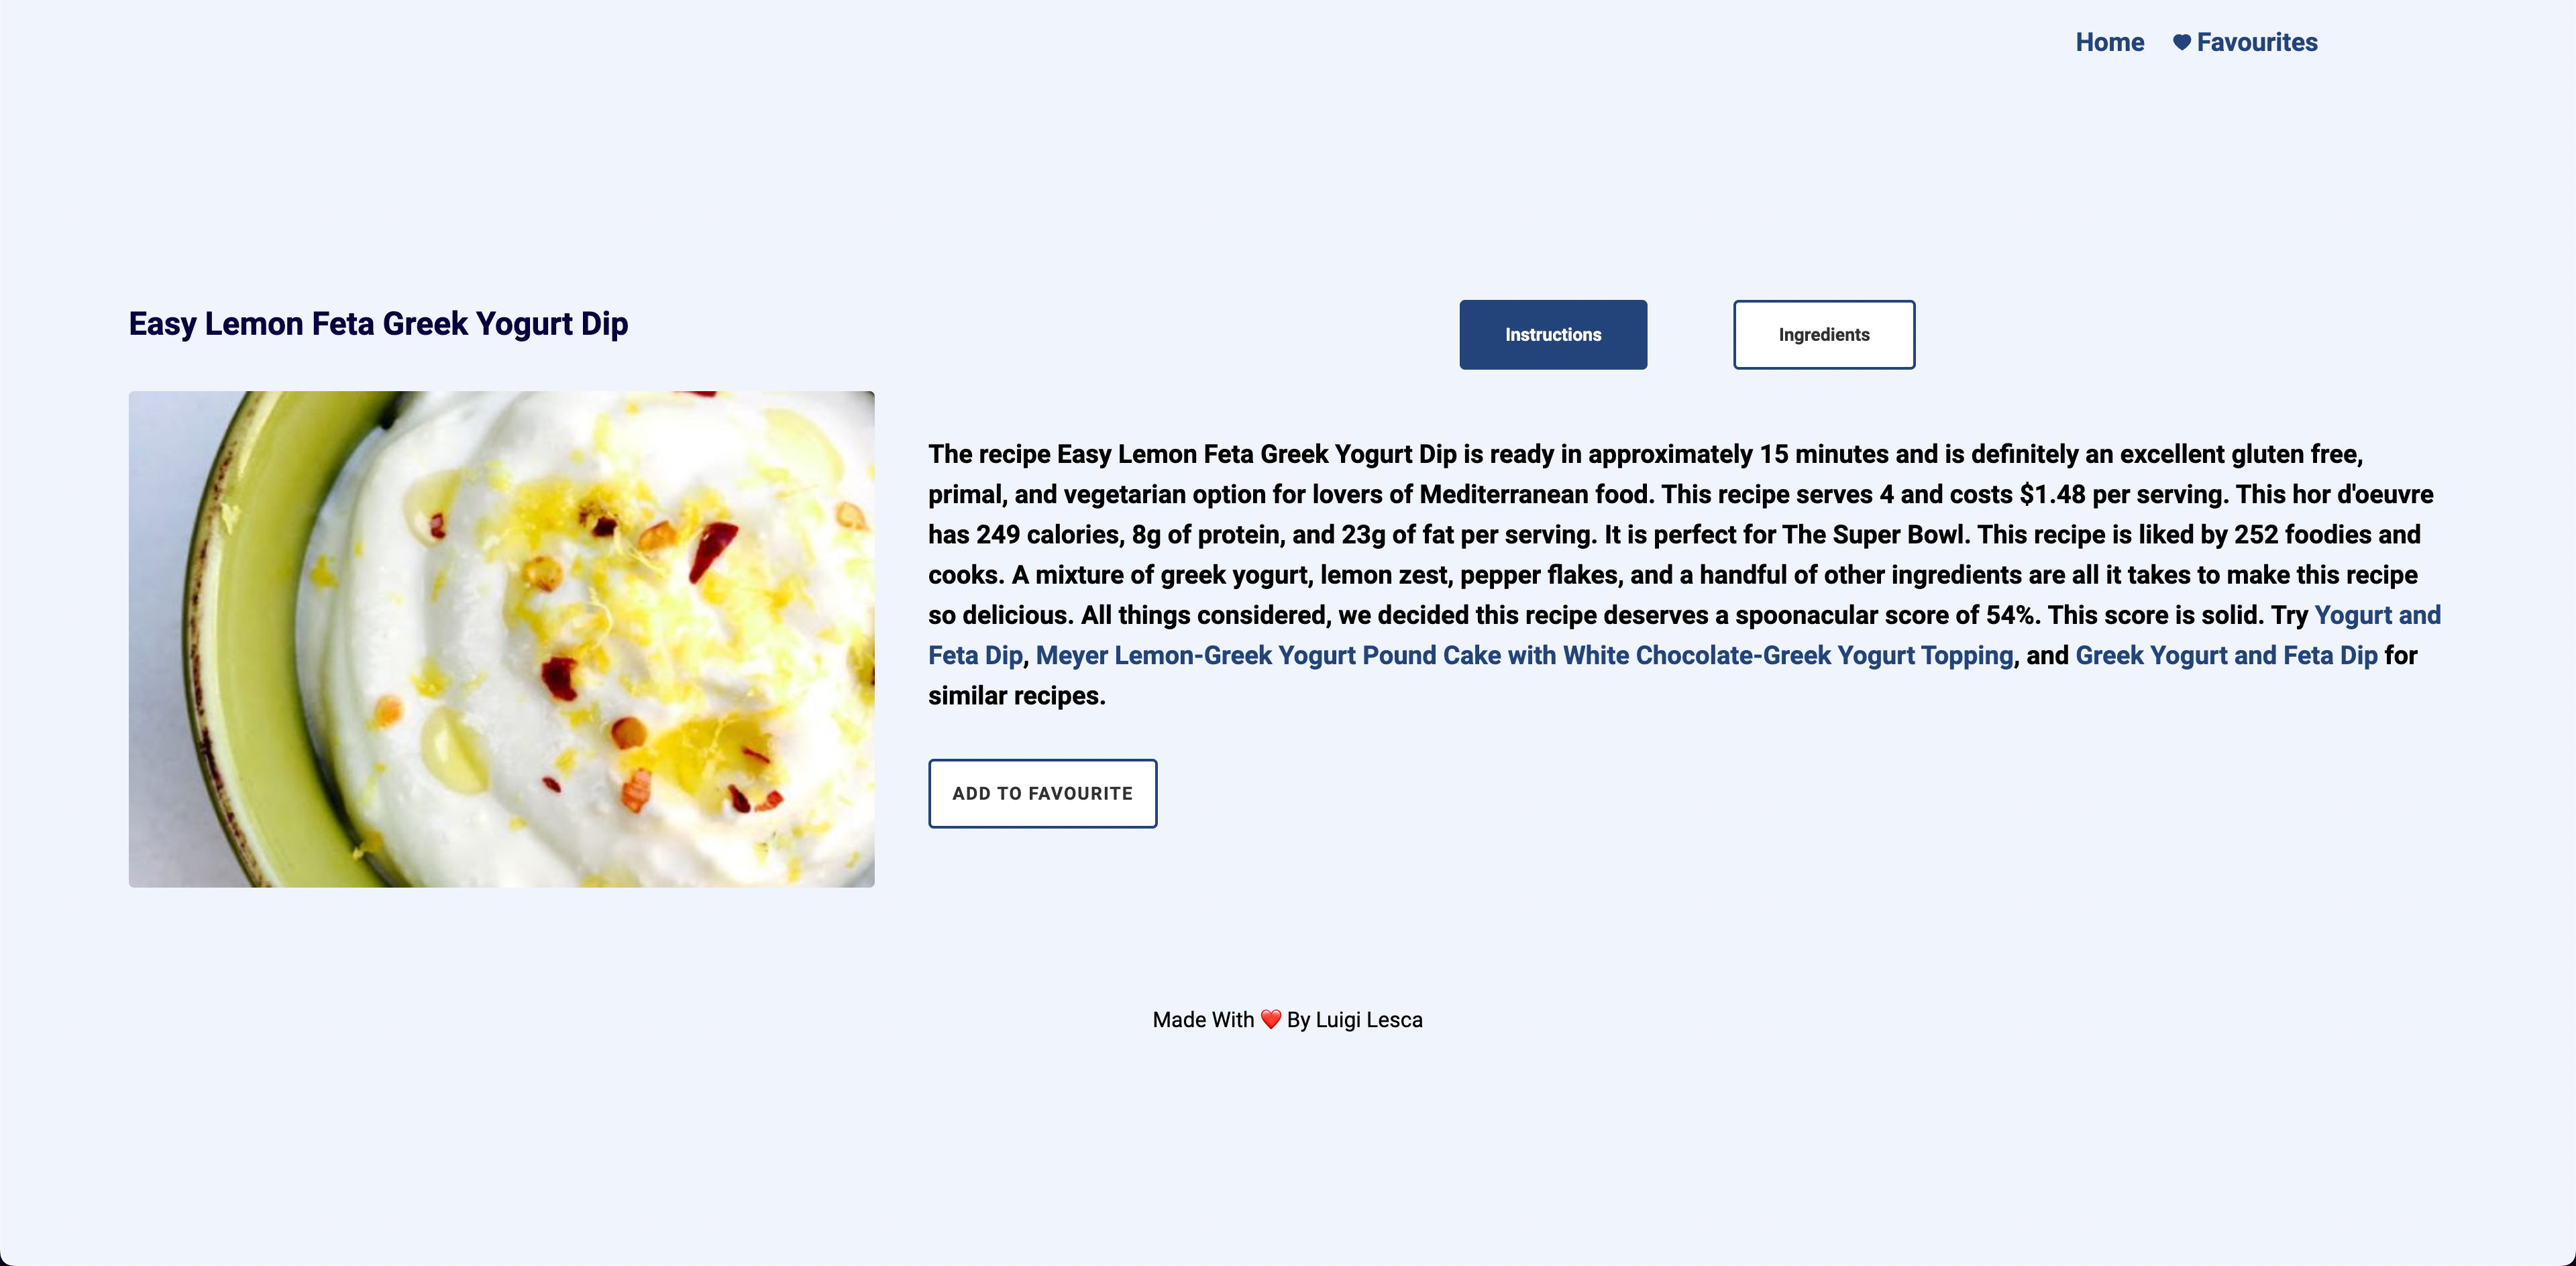 Home Favourites
Easy Lemon Feta Greek Yogurt Dip
Instructions
Ingredients
The recipe Easy Lemon Feta Greek Yogurt Dip is ready in approximately 15 minutes and is definitely an excellent gluten free,
primal, and vegetarian option for lovers of Mediterranean food. This recipe serves 4 and costs $1.48 per serving. This hor d'oeuvre
has 249 calories, 8g of protein, and 23g of fat per serving. It is perfect for The Super Bowl. This recipe is liked by 252 foodies and
cooks. A mixture of greek yogurt, lemon zest, pepper flakes, and a handful of other ingredients are all it takes to make this recipe
so delicious. All things considered, we decided this recipe deserves a spoonacular score of 54%. This score is solid. Try Yogurt and
Feta Dip, Meyer Lemon-Greek Yogurt Pound Cake with White Chocolate-Greek Yogurt Topping, and Greek Yogurt and Feta Dip for
similar recipes.
ADD TO FAVOURITE
Made With ❤️ By Luigi Lesca